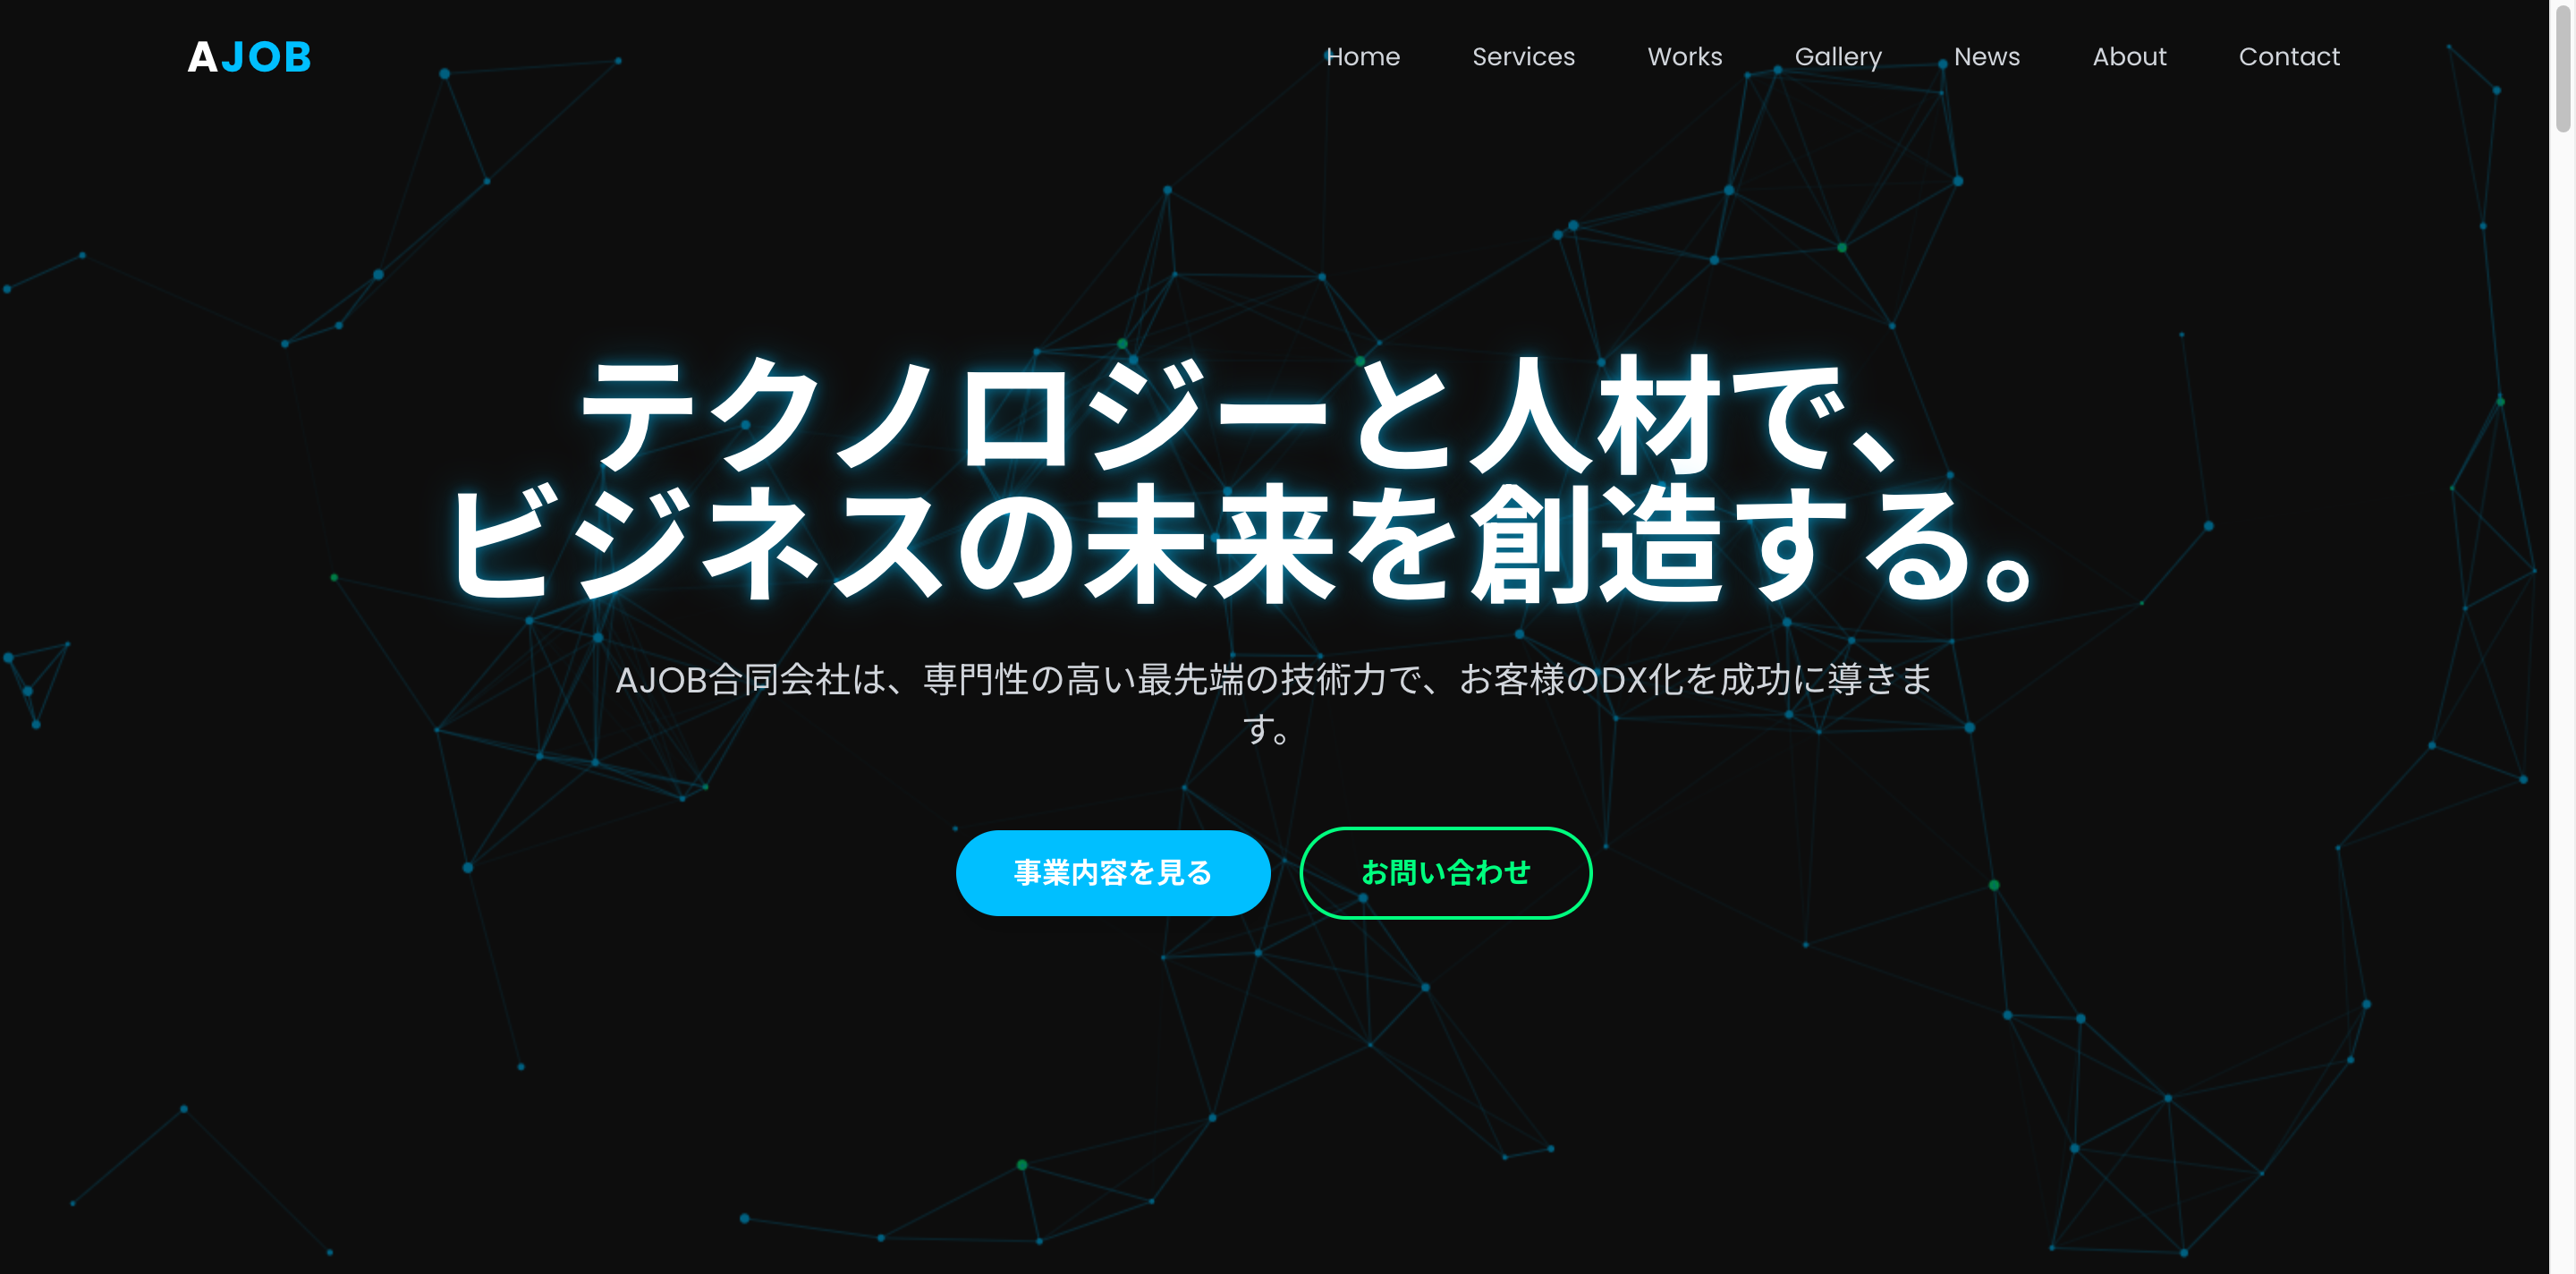 AJOB
Home Services Works Gallery News About Contact
テクノロジーと人材で、
ビジネスの未来を創造する。
AJOB合同会社は、専門性の高い最先端の技術力で、お客様のDX化を成功に導きま
す。
事業内容を見る
お問い合わせ